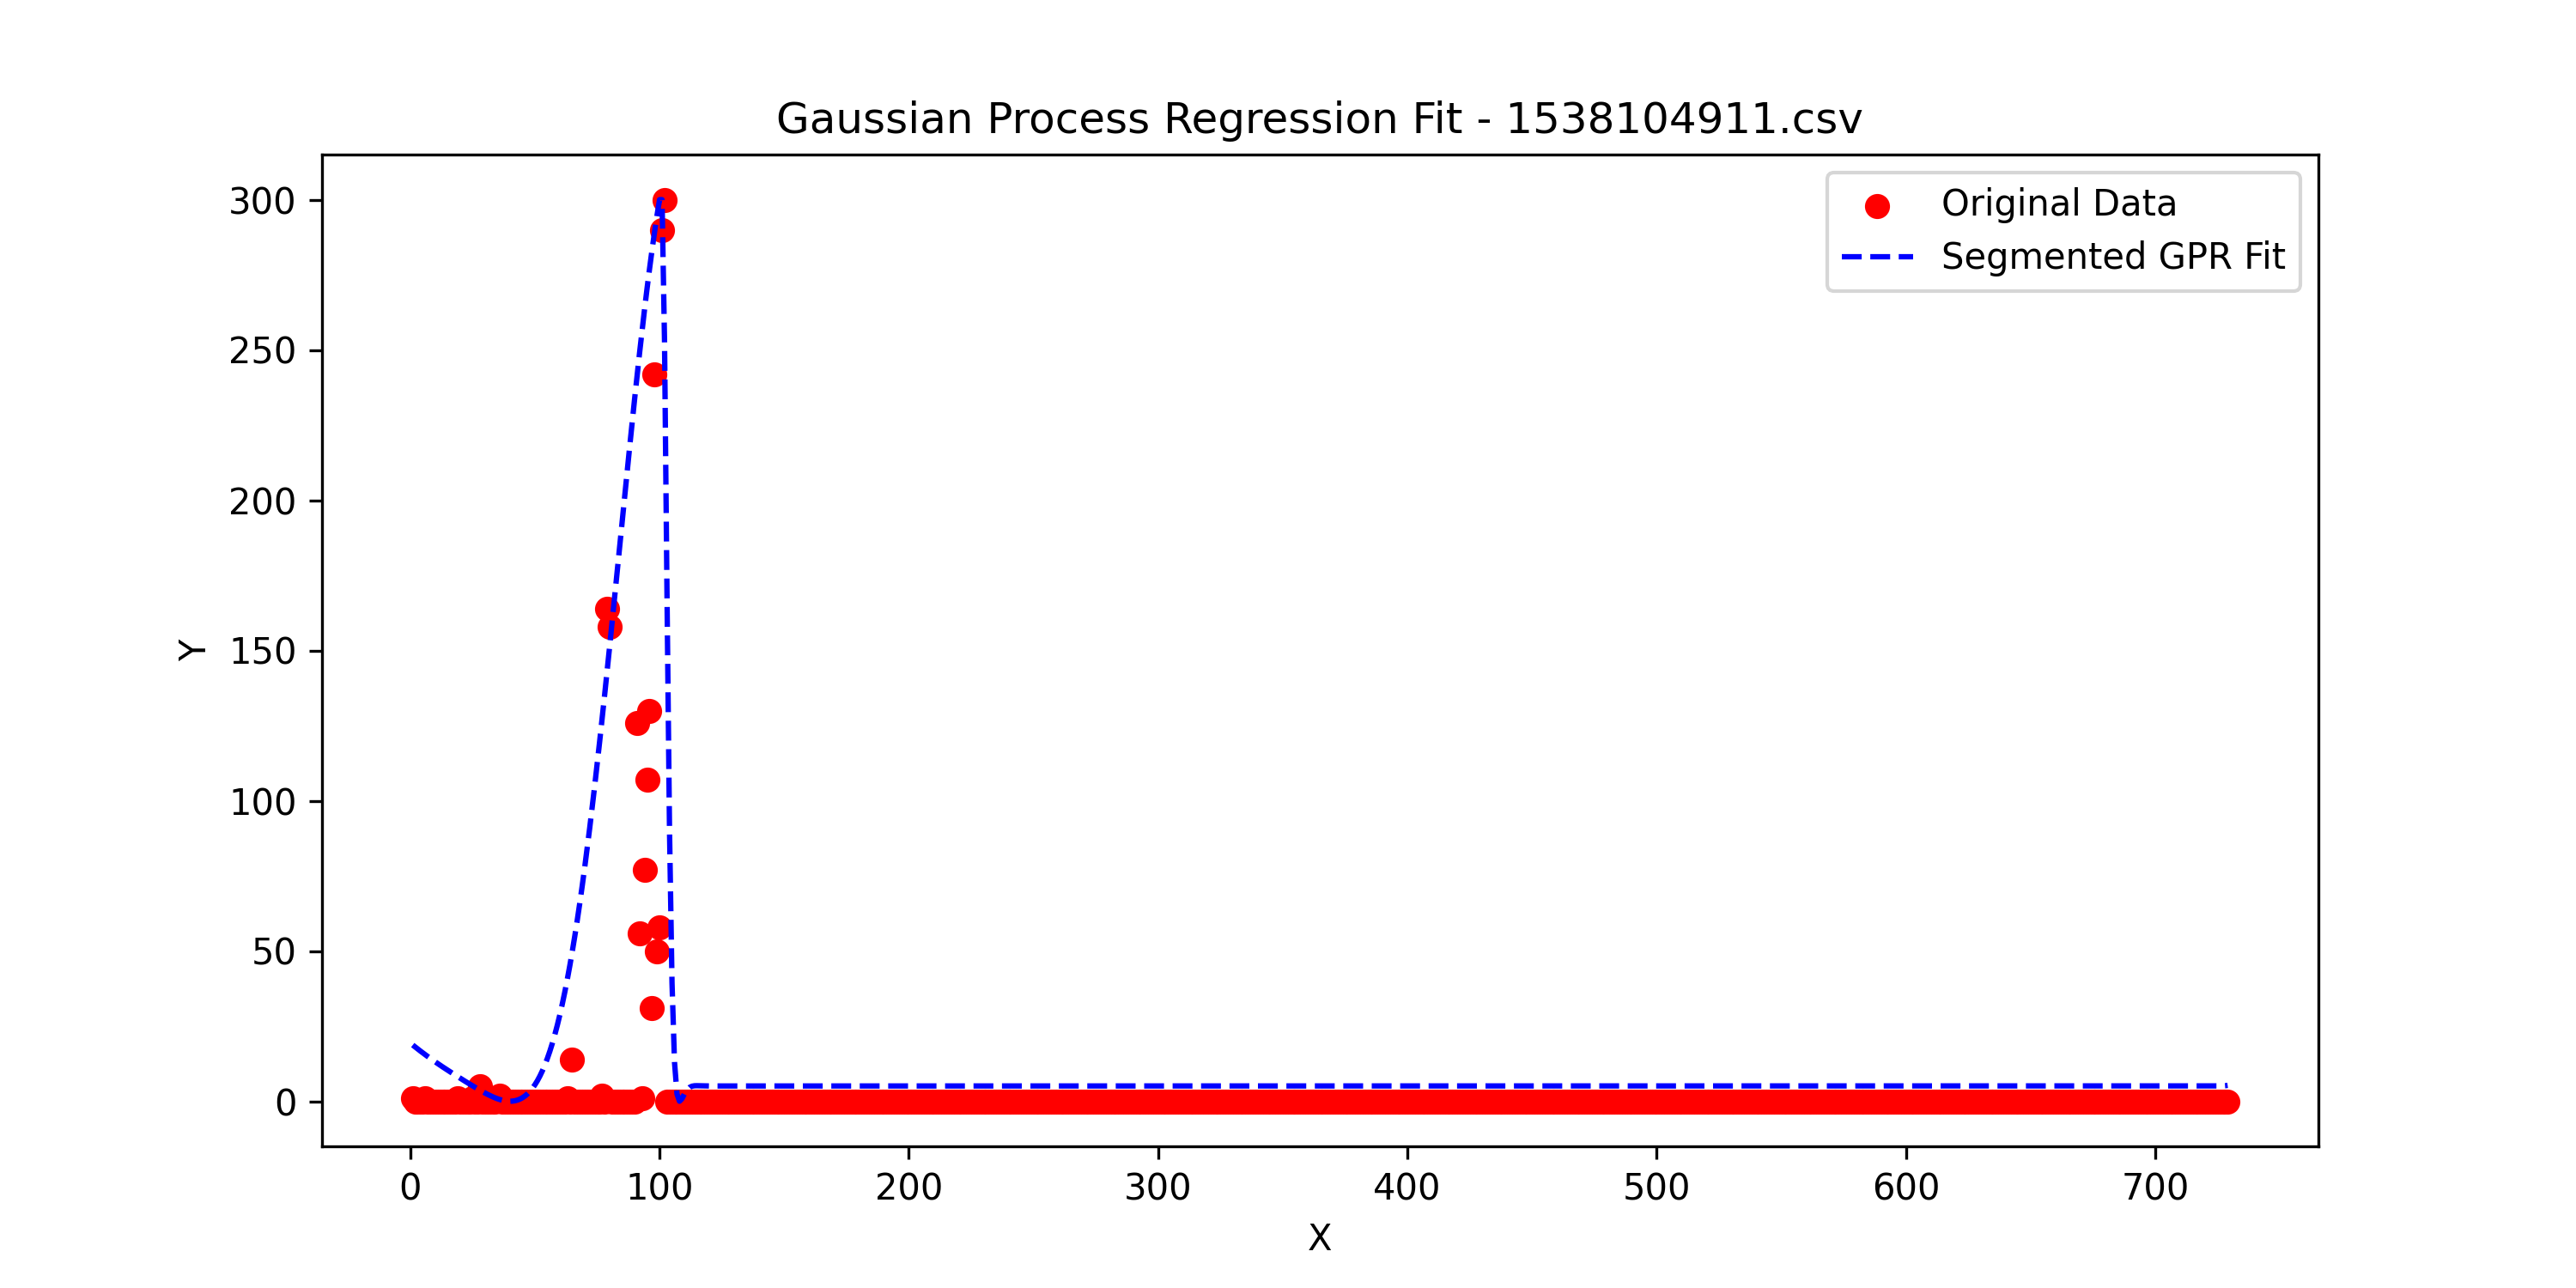 Gaussian Process Regression Fit - 1538104911.csv
Original Data
Segmented GPR Fit
300
250
200
150
100
50
0
Y
0 100 200 300 400 500 600 700
X